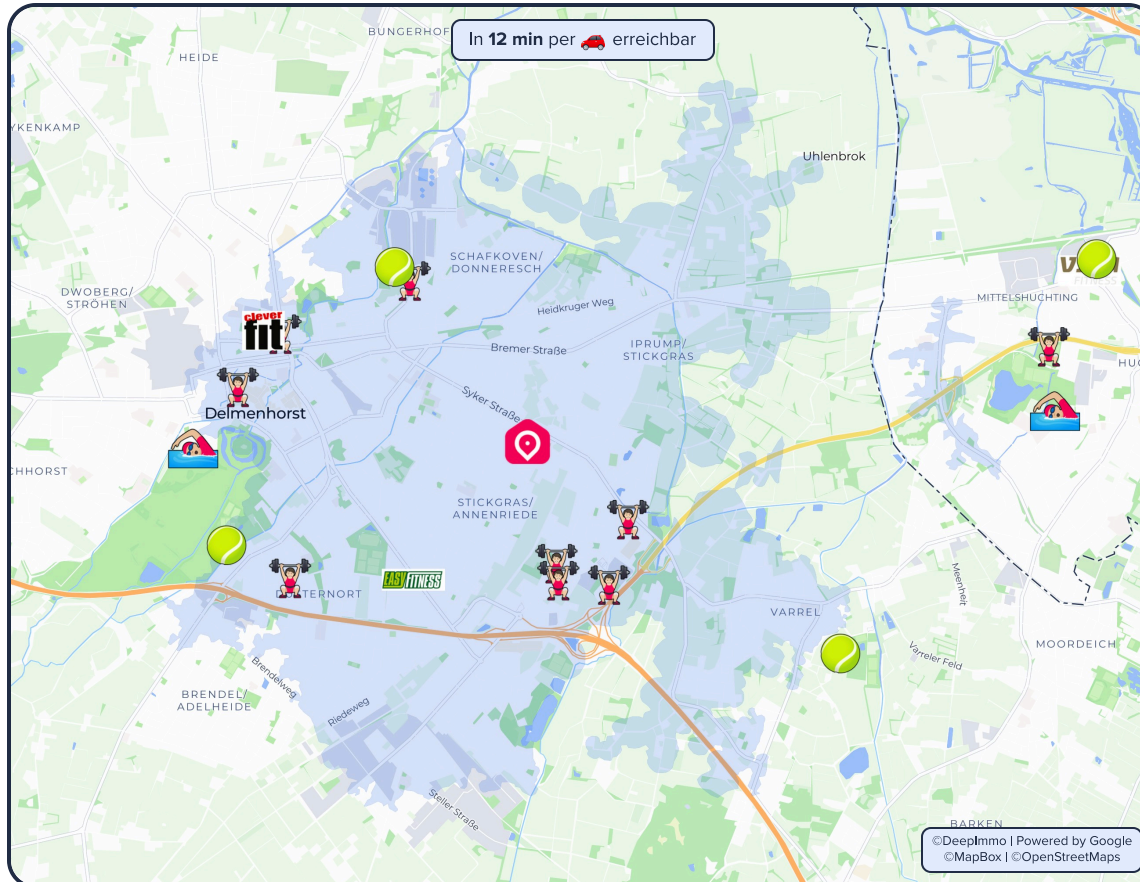 BUNGERHOF
In 12 min per erreichbar
HEIDE
YKENKAMP
Uhlenbrok
SCHAFKOVEN/
DONNERESCH
DWOBERG/
STRÖHEN
MITTELSHUCHTING
Heidkruger Weg
clever
fit
Bremer Straße
IPRUMP/
STICKGRAS
HUC
Syker Straße
Delmenhorst
CHHORST
STICKGRAS/
ANNENRIEDE
EASY FITNESS
TERNORT
Meenheit
VARREL
MOORDEICH
Varreler Feld
Brendelweg
BRENDEL/
ADELHEIDE
Riedeweg
Steller Straße
BARKEN
©DeepImmo | Powered by Google
©MapBox | ©OpenStreetMaps